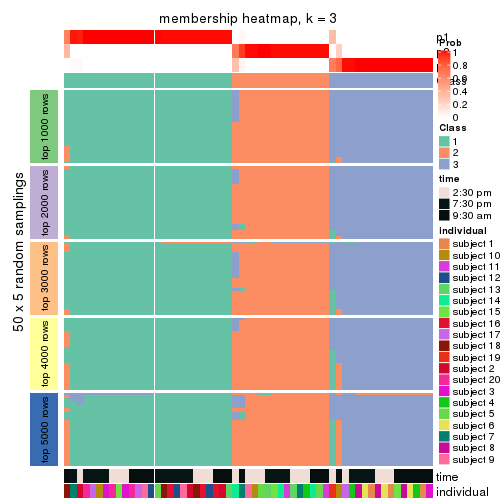 membership heatmap, k = 3
p1
Prob
1
0.8
0.6
0.4
0.2
0
Class
1
2
3
time
2:30 pm
7:30 pm
9:30 am
individual
subject 1
subject 10
subject 11
subject 12
subject 13
subject 14
subject 15
subject 16
subject 17
subject 18
subject 19
subject 2
subject 20
subject 3
subject 4
subject 5
subject 6
subject 7
subject 8
subject 9
50 x 5 random samplings
top 1000 rows
top 2000 rows
top 3000 rows
top 4000 rows
top 5000 rows
time
individual